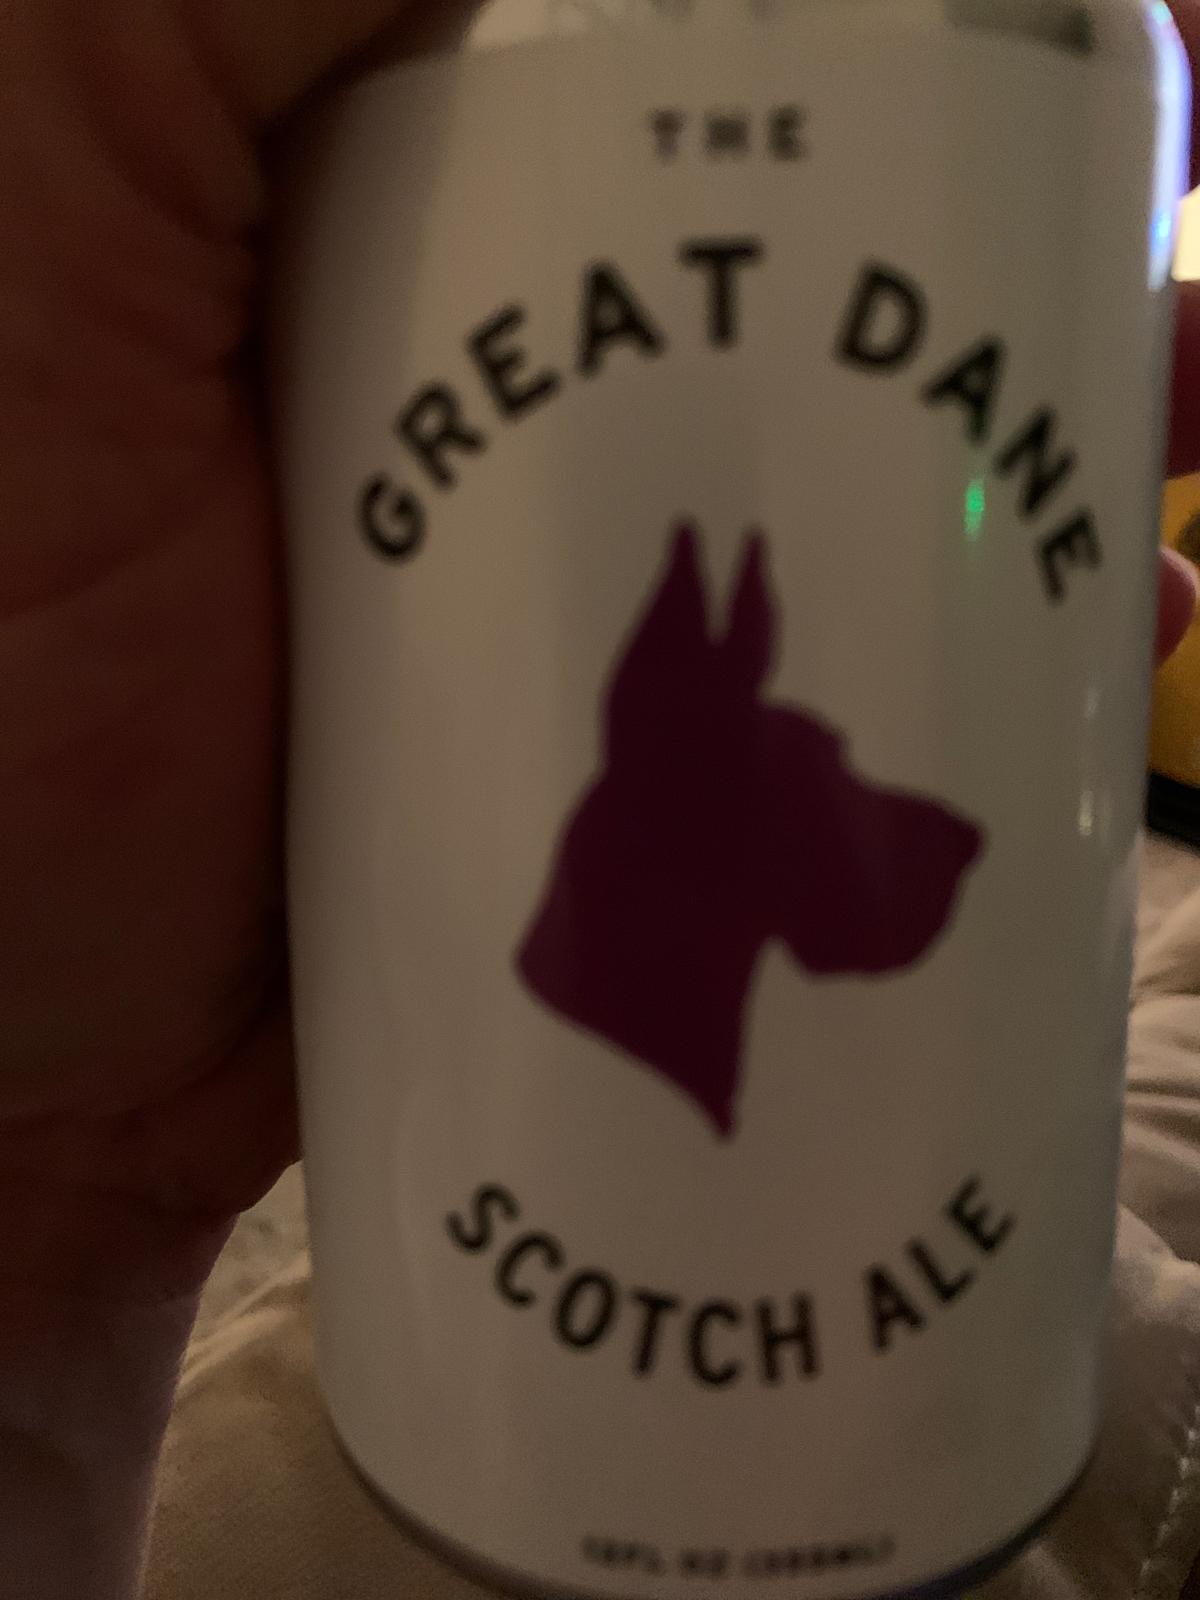 THE
GREAT DANE
SCOTCH ALE